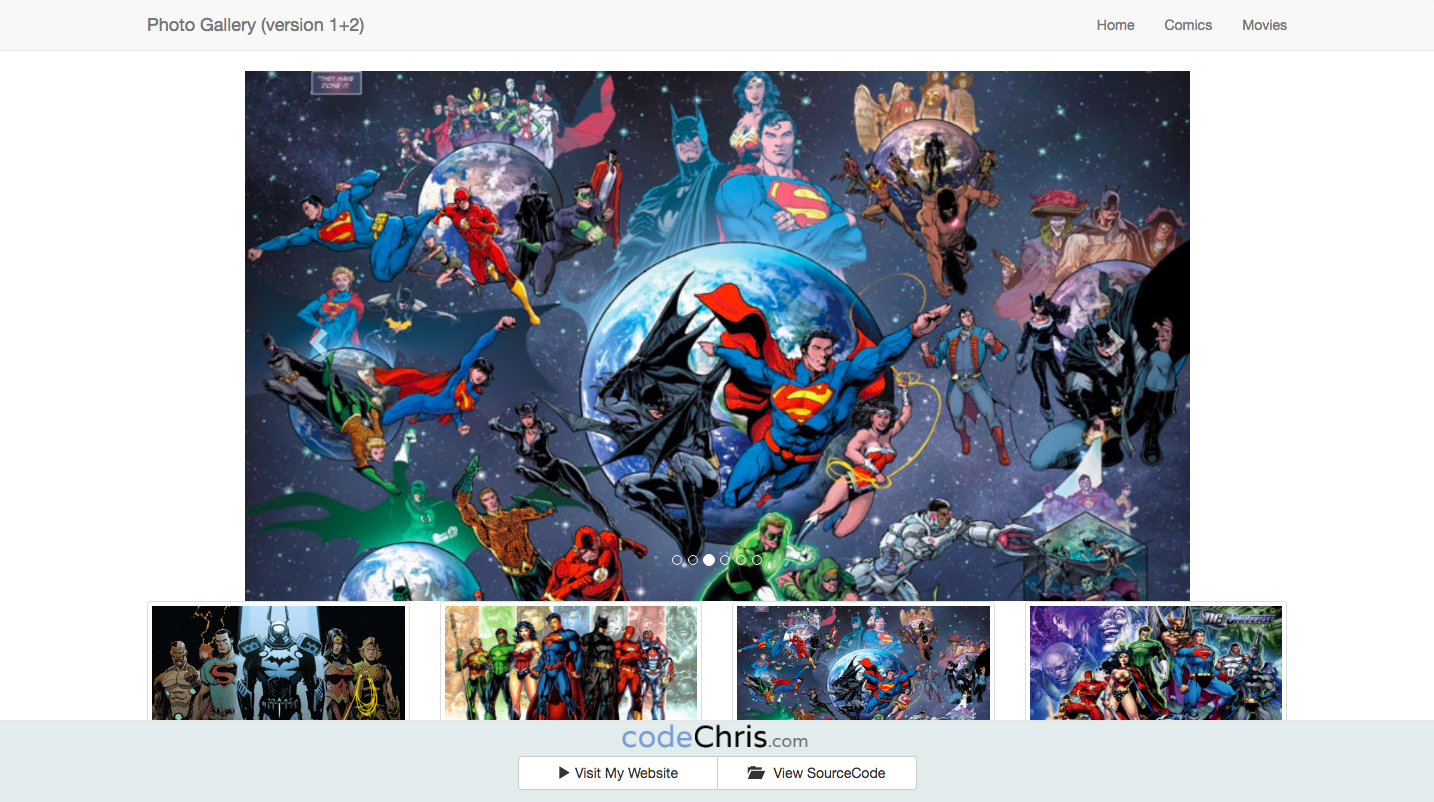 Photo Gallery (version 1+2)
Home Comics Movies
"THEY HAVE
DONE IT.
codeChris.com
Visit My Website
View SourceCode